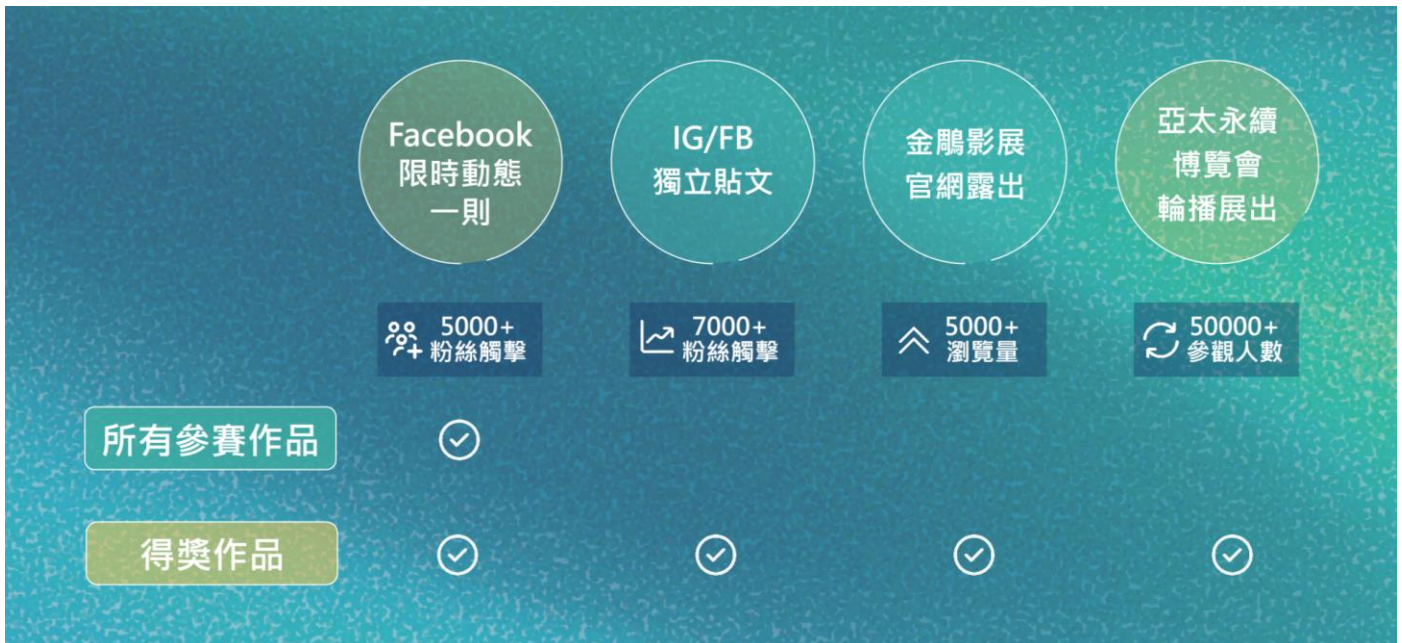 Facebook
限時動態
一則
IG/FB
獨立貼文
金鵰影展
官網露出
亞太永續
博覽會
輪播展出
5000+
粉絲觸擊
7000+
粉絲觸擊
5000+
瀏覽量
50000+
參觀人數
所有參賽作品
得獎作品